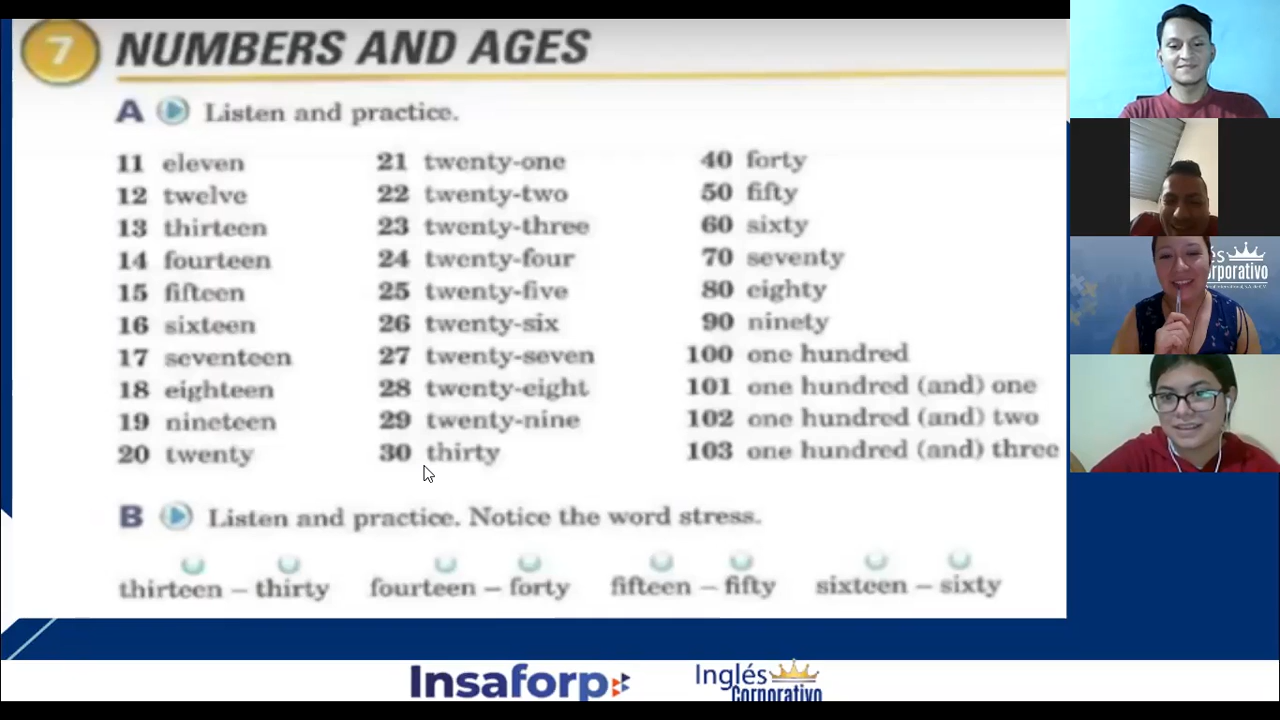 7 NUMBERS AND AGES
A Listen and practice.
11 eleven
12 twelve
13 thirteen
14 fourteen
15 fifteen
16 sixteen
17 seventeen
18 eighteen
19 nineteen
20 twenty
21 twenty-one
22 twenty-two
23 twenty-three
24 twenty-four
25 twenty-five
26 twenty-six
27 twenty-seven
28 twenty-eight
29 twenty-nine
30 thirty
40 forty
50 fifty
60 sixty
70 seventy
80 eighty
90 ninety
100 one hundred
101 one hundred (and) one
102 one hundred (and) two
103 one hundred (and) three
B Listen and practice. Notice the word stress.
thirteen – thirty fourteen – forty fifteen – fifty sixteen – sixty
Insaforp
Inglés
Corporativo
és
orporativo